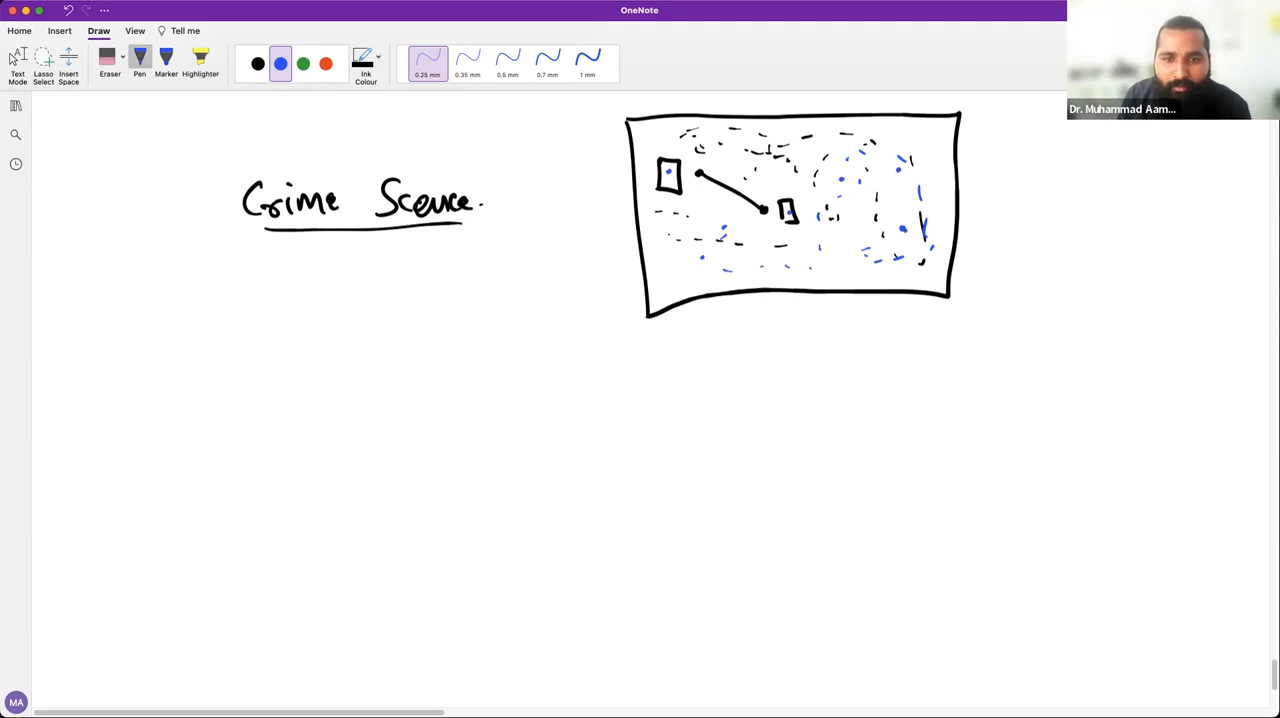 OneNote
Home Insert Draw View Tell me
Text Mode
Lasso Select
Insert Space
Eraser
Pen
Marker
Highlighter
Ink Colour
0.25 mm
0.35 mm
0.5 mm
0.7 mm
1 mm
Dr. Muhammad Aam...
Crime Scence.
MA